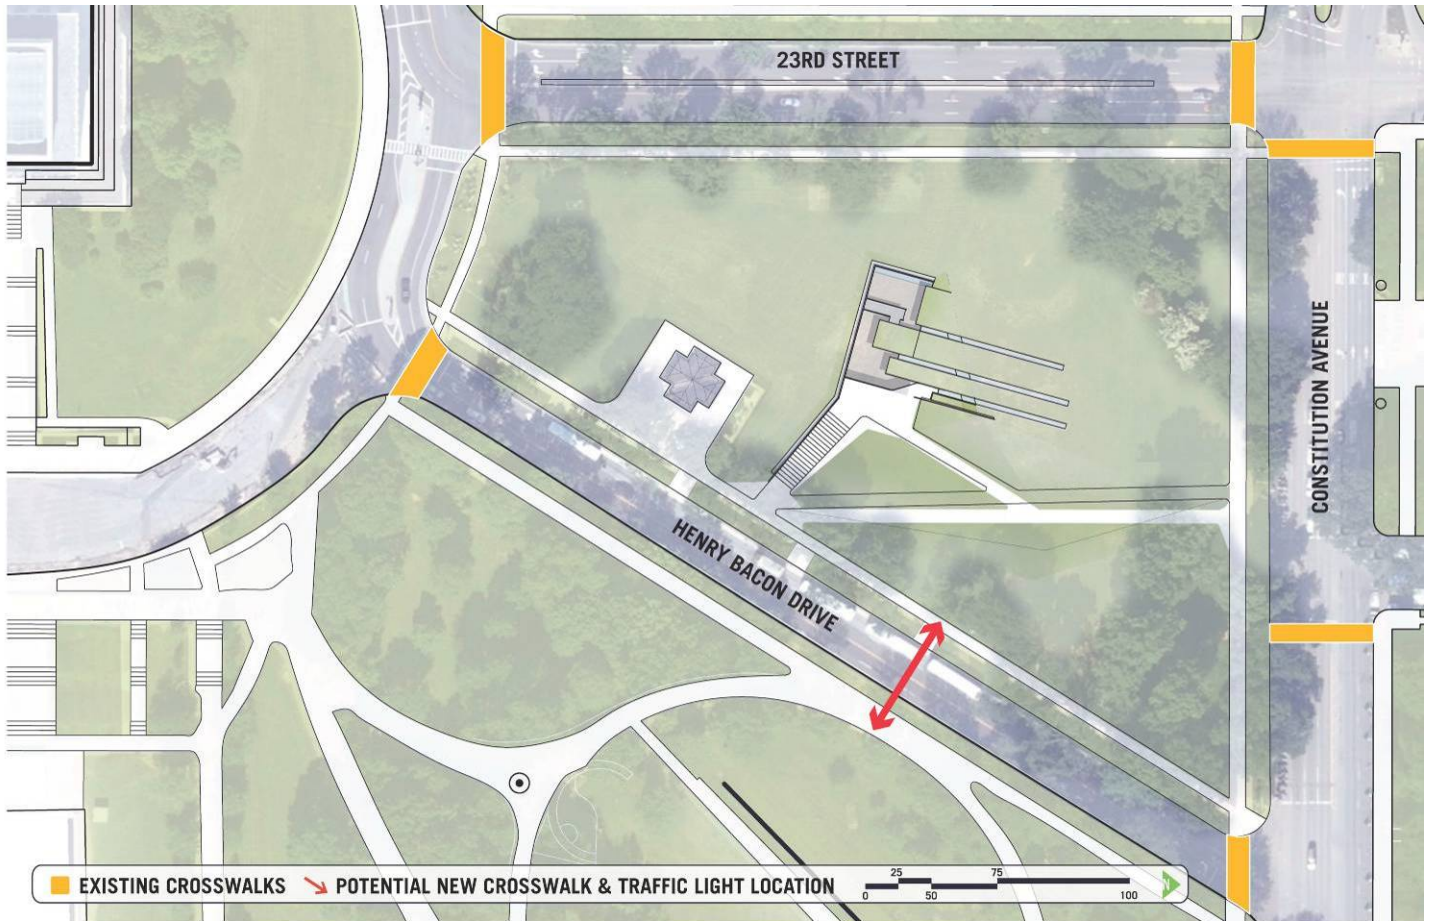 23RD STREET
CONSTITUTION AVENUE
HENRY BACON DRIVE
EXISTING CROSSWALKS
POTENTIAL NEW CROSSWALK & TRAFFIC LIGHT LOCATION
25 75
0 50 100
N